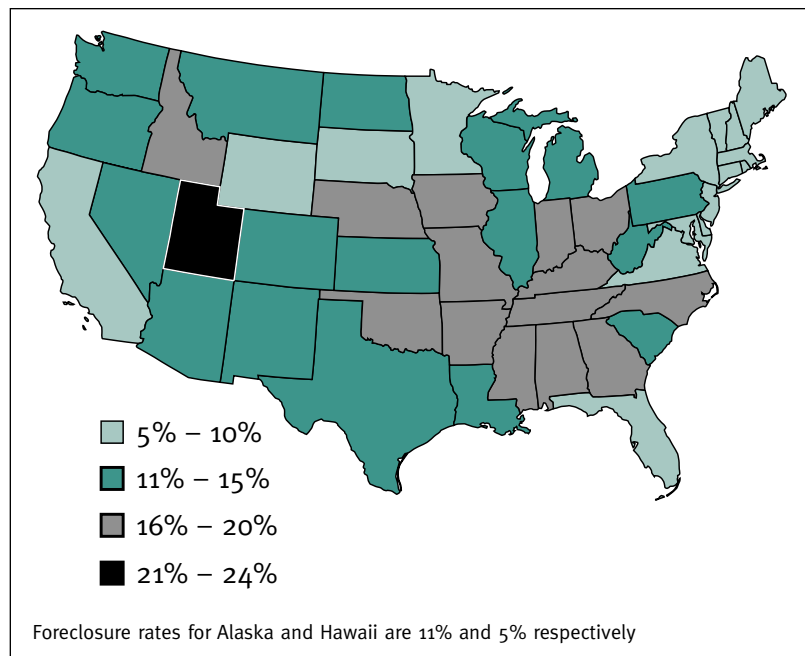 5% – 10%
11% – 15%
16% – 20%
21% – 24%
Foreclosure rates for Alaska and Hawaii are 11% and 5% respectively